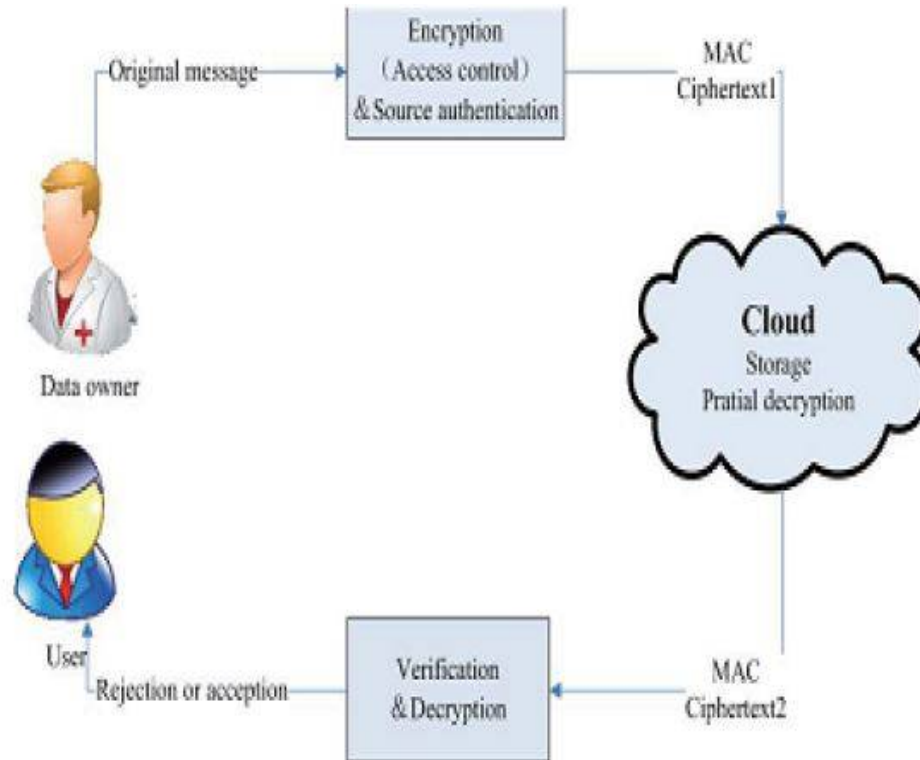 Original message
Encryption
(Access control)
& Source authentication
MAC
Ciphertext1
Data owner
Cloud
Storage
Pratial decryption
User
Rejection or acception
Verification
&Decryption
MAC
Ciphertext2